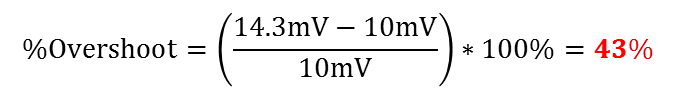 %Overshoot = (14.3mV − 10mV / 10mV) ∗ 100% = 43%